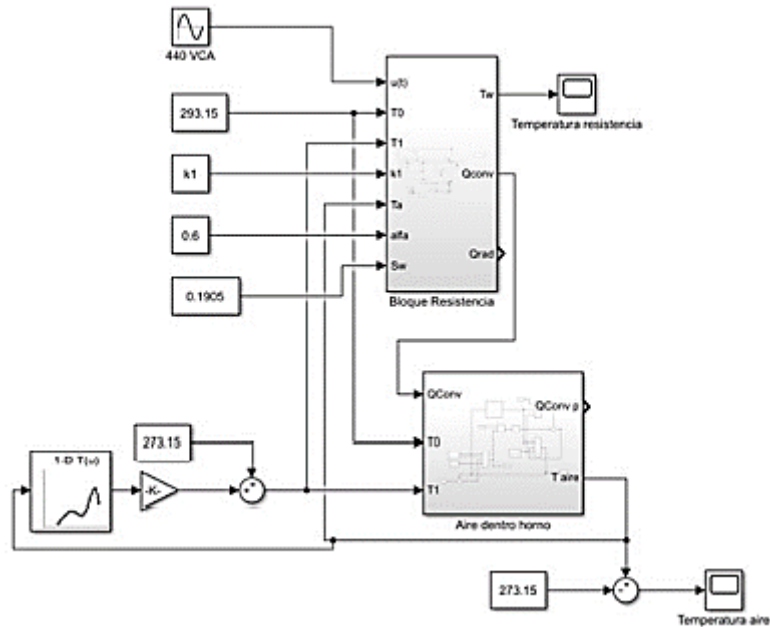 440 VCA
293.15
k1
0.6
0.1905
u(t)
T0
T1
k1
Ta
alfa
Sw
Tw
Qconv
Qrad
Bloque Resistencia
Temperatura resistencia
QConv
T0
T1
QConv p
T aire
Aire dentro horno
1-D T(u)
-K-
273.15
273.15
Temperatura aire